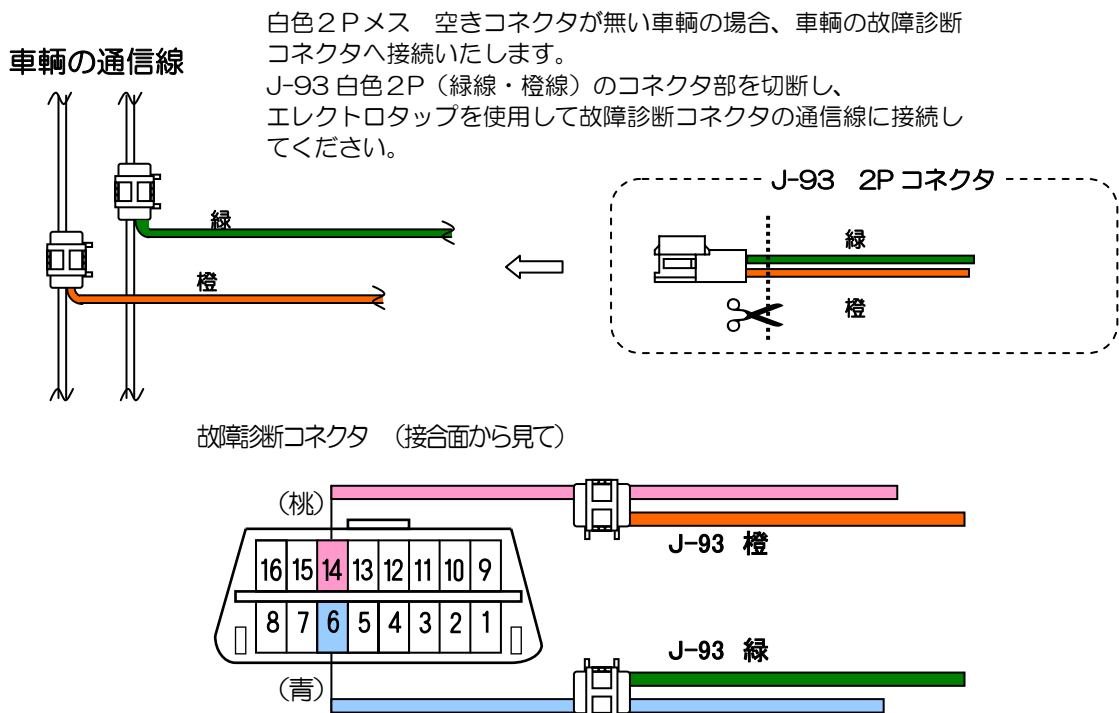 白色２Ｐメス　空きコネクタが無い車輌の場合、車輌の故障診断
コネクタへ接続いたします。
J-93 白色２P（緑線・橙線）のコネクタ部を切断し、
エレクトロタップを使用して故障診断コネクタの通信線に接続し
てください。
車輌の通信線
緑
橙
J-93　2P コネクタ
緑
橙
故障診断コネクタ　（接合面から見て）
（桃）
J-93　橙
16 15 14 13 12 11 10 9
8 7 6 5 4 3 2 1
J-93　緑
（青）